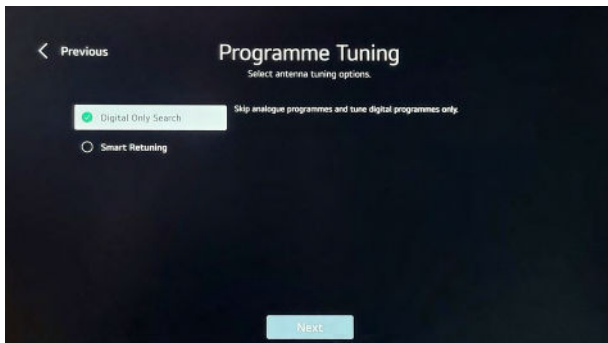 Previous
Programme Tuning
Select antenna tuning options.
Digital Only Search
Skip analogue programmes and tune digital programmes only.
Smart Retuning
Next